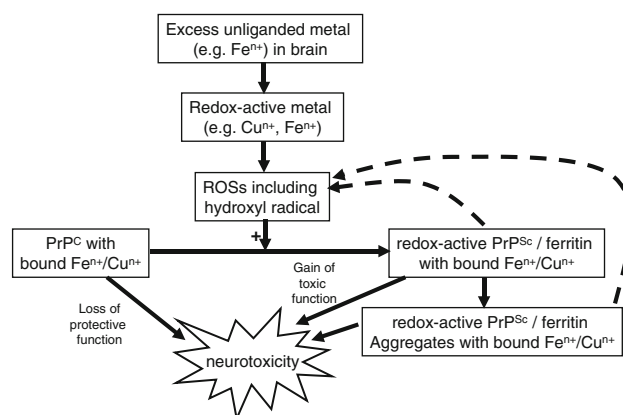 Excess unliganded metal
(e.g. Feⁿ⁺) in brain
Redox-active metal
(e.g. Cuⁿ⁺, Feⁿ⁺)
ROSs including
hydroxyl radical
+
PrPᶜ with
bound Feⁿ⁺/Cuⁿ⁺
redox-active PrPˢᶜ / ferritin
with bound Feⁿ⁺/Cuⁿ⁺
Gain of
toxic
function
Loss of
protective
function
redox-active PrPˢᶜ / ferritin
Aggregates with bound Feⁿ⁺/Cuⁿ⁺
neurotoxicity